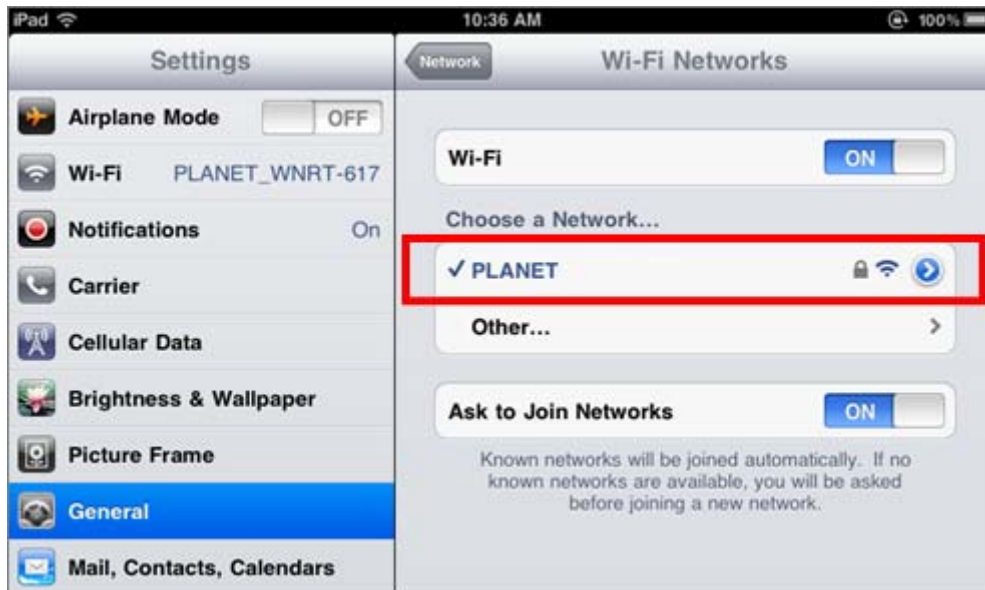 iPad 10:36 AM 100%
Settings
Airplane Mode OFF
Wi-Fi PLANET_WNRT-617
Notifications On
Carrier
Cellular Data
Brightness & Wallpaper
Picture Frame
General
Mail, Contacts, Calendars
Network Wi-Fi Networks
Wi-Fi ON
Choose a Network...
✓ PLANET
Other...
Ask to Join Networks ON
Known networks will be joined automatically. If no
known networks are available, you will be asked
before joining a new network.